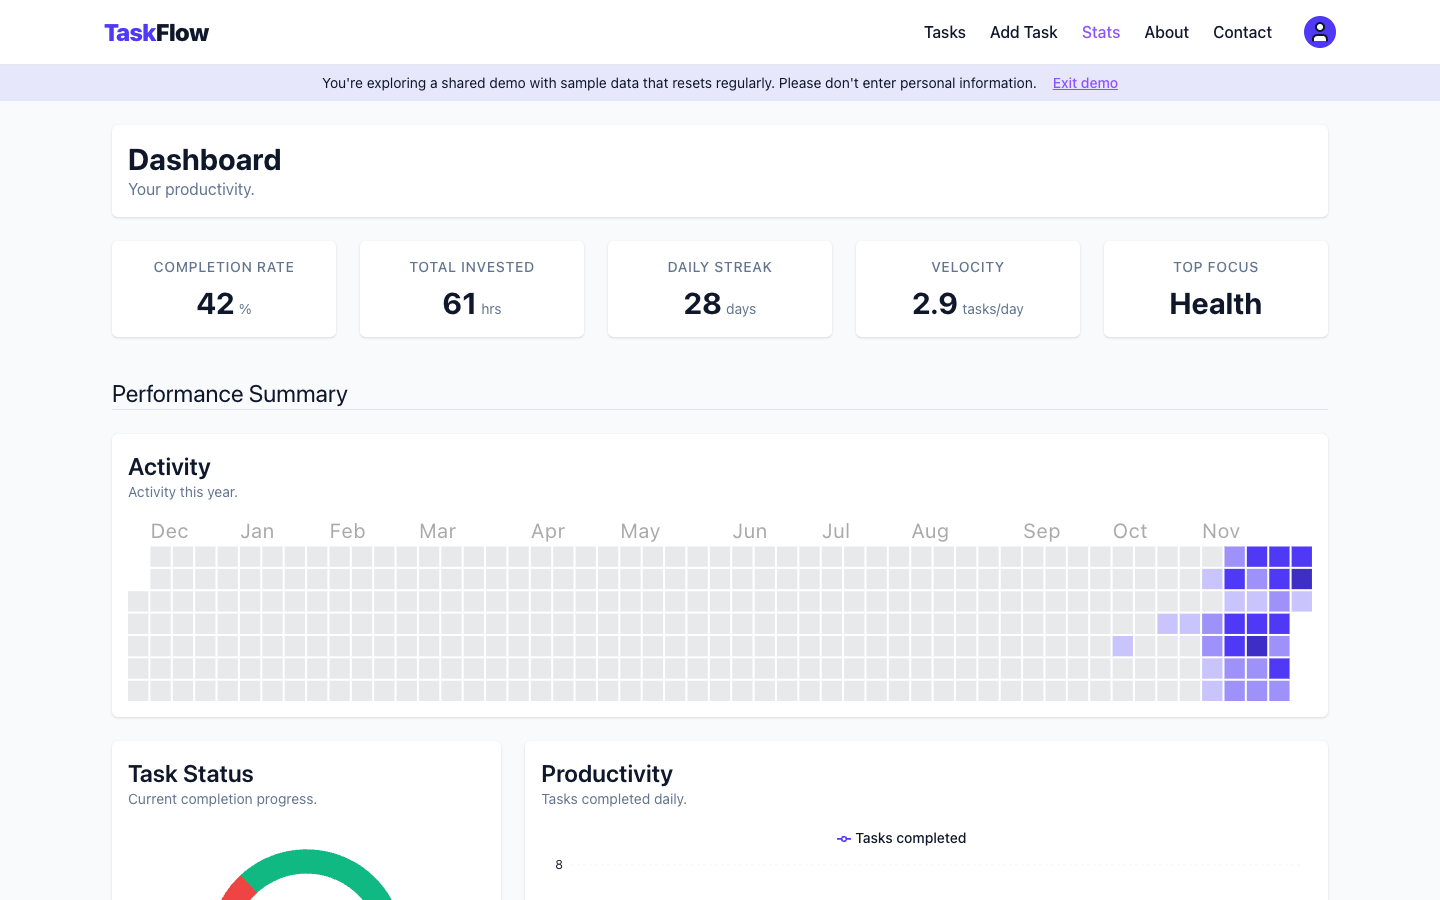 TaskFlow
Tasks Add Task Stats About Contact
You're exploring a shared demo with sample data that resets regularly. Please don't enter personal information. Exit demo
Dashboard
Your productivity.
COMPLETION RATE
42 %
TOTAL INVESTED
61 hrs
DAILY STREAK
28 days
VELOCITY
2.9 tasks/day
TOP FOCUS
Health
Performance Summary
Activity
Activity this year.
Dec Jan Feb Mar Apr May Jun Jul Aug Sep Oct Nov
Task Status
Current completion progress.
Productivity
Tasks completed daily.
Tasks completed
8